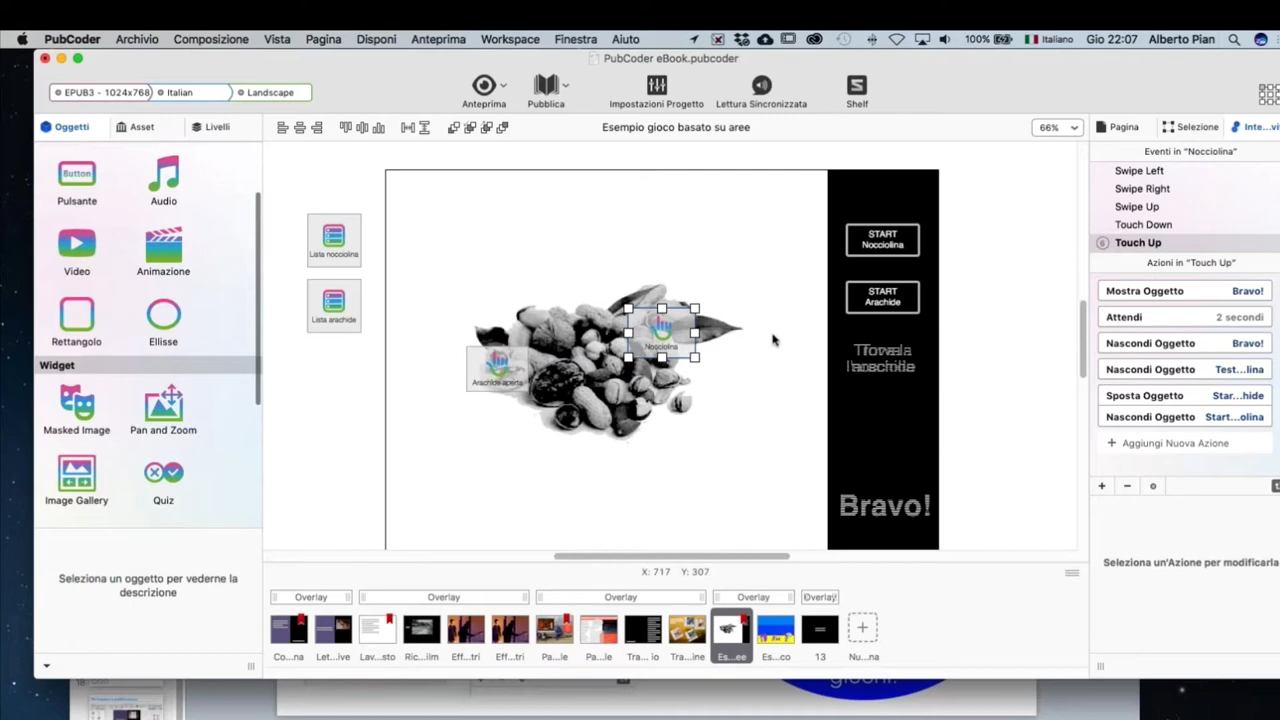 PubCoder Archivio Composizione Vista Pagina Disponi Anteprima Workspace Finestra Aiuto 100% Italiano Gio 22:07 Alberto Pian
PubCoder eBook.pubcoder
EPUB3 - 1024x768 Italian Landscape
Anteprima Pubblica Impostazioni Progetto Lettura Sincronizzata Shelf
Oggetti Asset Livelli
Esempio gioco basato su aree
66%
Pagina Selezione Inte...vi
Button
Pulsante Audio
Video Animazione
Rettangolo Ellisse
Widget
Masked Image Pan and Zoom
Image Gallery Quiz
Seleziona un oggetto per vederne la
descrizione
Lista nocciolina
Lista arachide
Nocciolina
Arachide aperta
START
Nocciolina
START
Arachide
Bravo!
Eventi in “Nocciolina”
Swipe Left
Swipe Right
Swipe Up
Touch Down
6 Touch Up
Azioni in “Touch Up”
Mostra Oggetto Bravo!
Attendi 2 secondi
Nascondi Oggetto Bravo!
Nascondi Oggetto Test...lina
Sposta Oggetto Star...hide
Nascondi Oggetto Start...olina
+ Aggiungi Nuova Azione
Seleziona un'Azione per modificarla
X: 717 Y: 307
Overlay Overlay Overlay Overlay Overlay
Co...na Let...ive Lav...sto Ric...ilm Eff...tri Eff...tri Pa...le Pa...le Tra... io Tra...ine Es...ee Es...co 13 Nu...na
giochi.